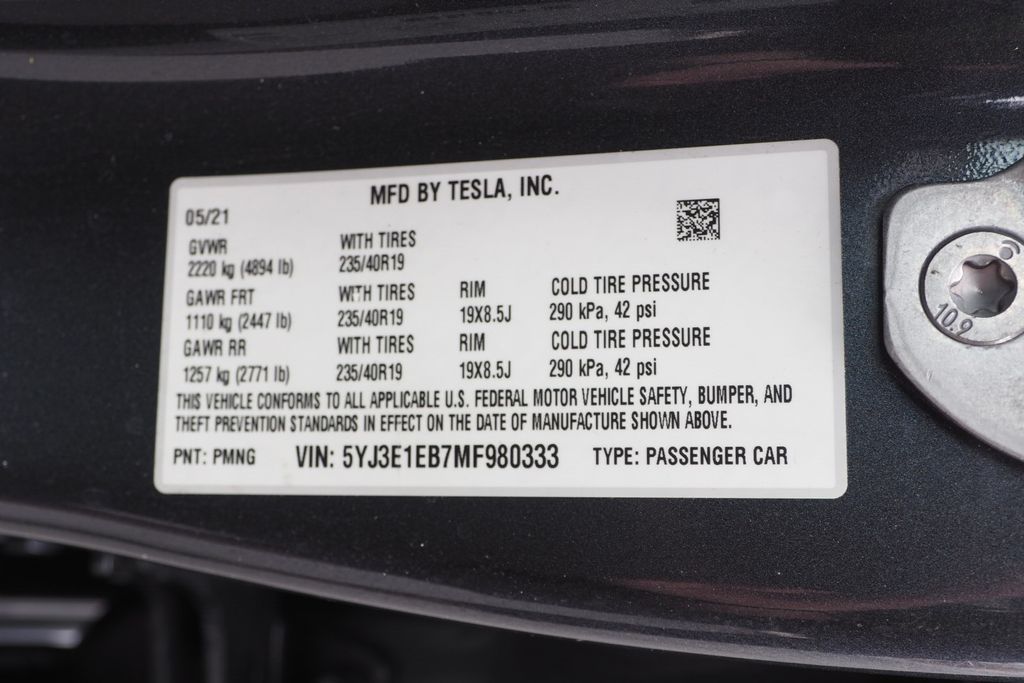 MFD BY TESLA, INC.
05/21
GVWR WITH TIRES
2220 kg (4894 lb) 235/40R19
GAWR FRT WITH TIRES RIM COLD TIRE PRESSURE
1110 kg (2447 lb) 235/40R19 19X8.5J 290 kPa, 42 psi
GAWR RR WITH TIRES RIM COLD TIRE PRESSURE
1257 kg (2771 lb) 235/40R19 19X8.5J 290 kPa, 42 psi
THIS VEHICLE CONFORMS TO ALL APPLICABLE U.S. FEDERAL MOTOR VEHICLE SAFETY, BUMPER, AND
THEFT PREVENTION STANDARDS IN EFFECT ON THE DATE OF MANUFACTURE SHOWN ABOVE.
PNT: PMNG VIN: 5YJ3E1EB7MF980333 TYPE: PASSENGER CAR
10.9